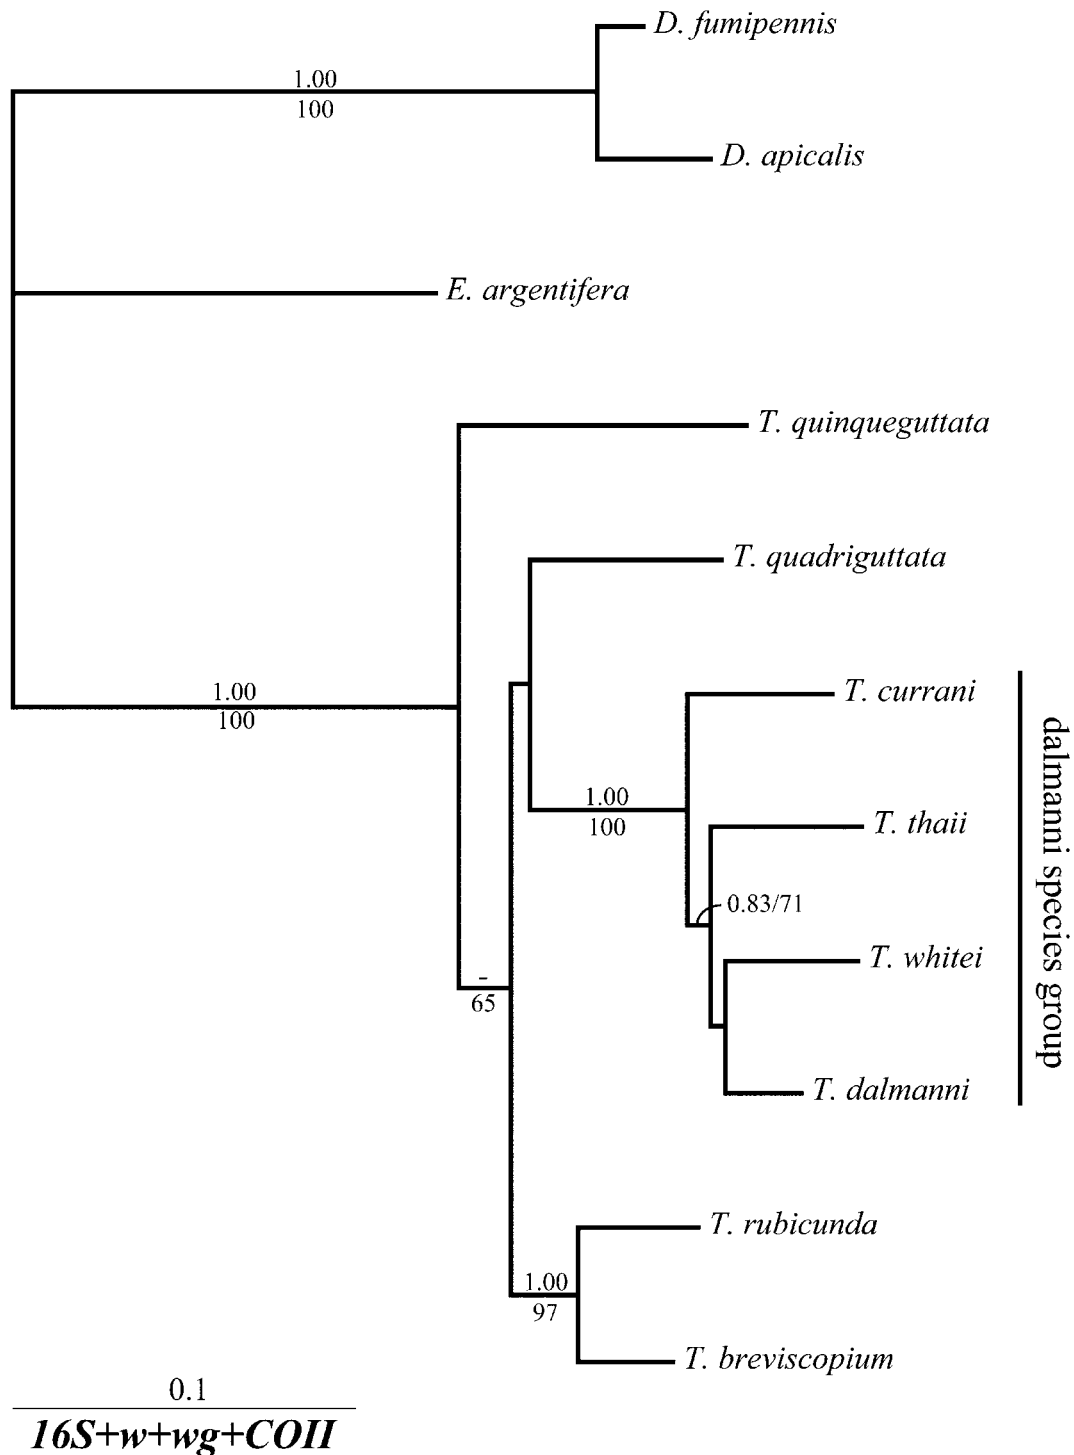 D. fumipennis
1.00
100
D. apicalis
E. argentifera
T. quinqueguttata
T. quadriguttata
1.00
100
T. currani
1.00
100
T. thaii
0.83/71
T. whitei
-
65
T. dalmanni
dalmanni species group
T. rubicunda
1.00
97
T. breviscopium
0.1
16S+w+wg+COII